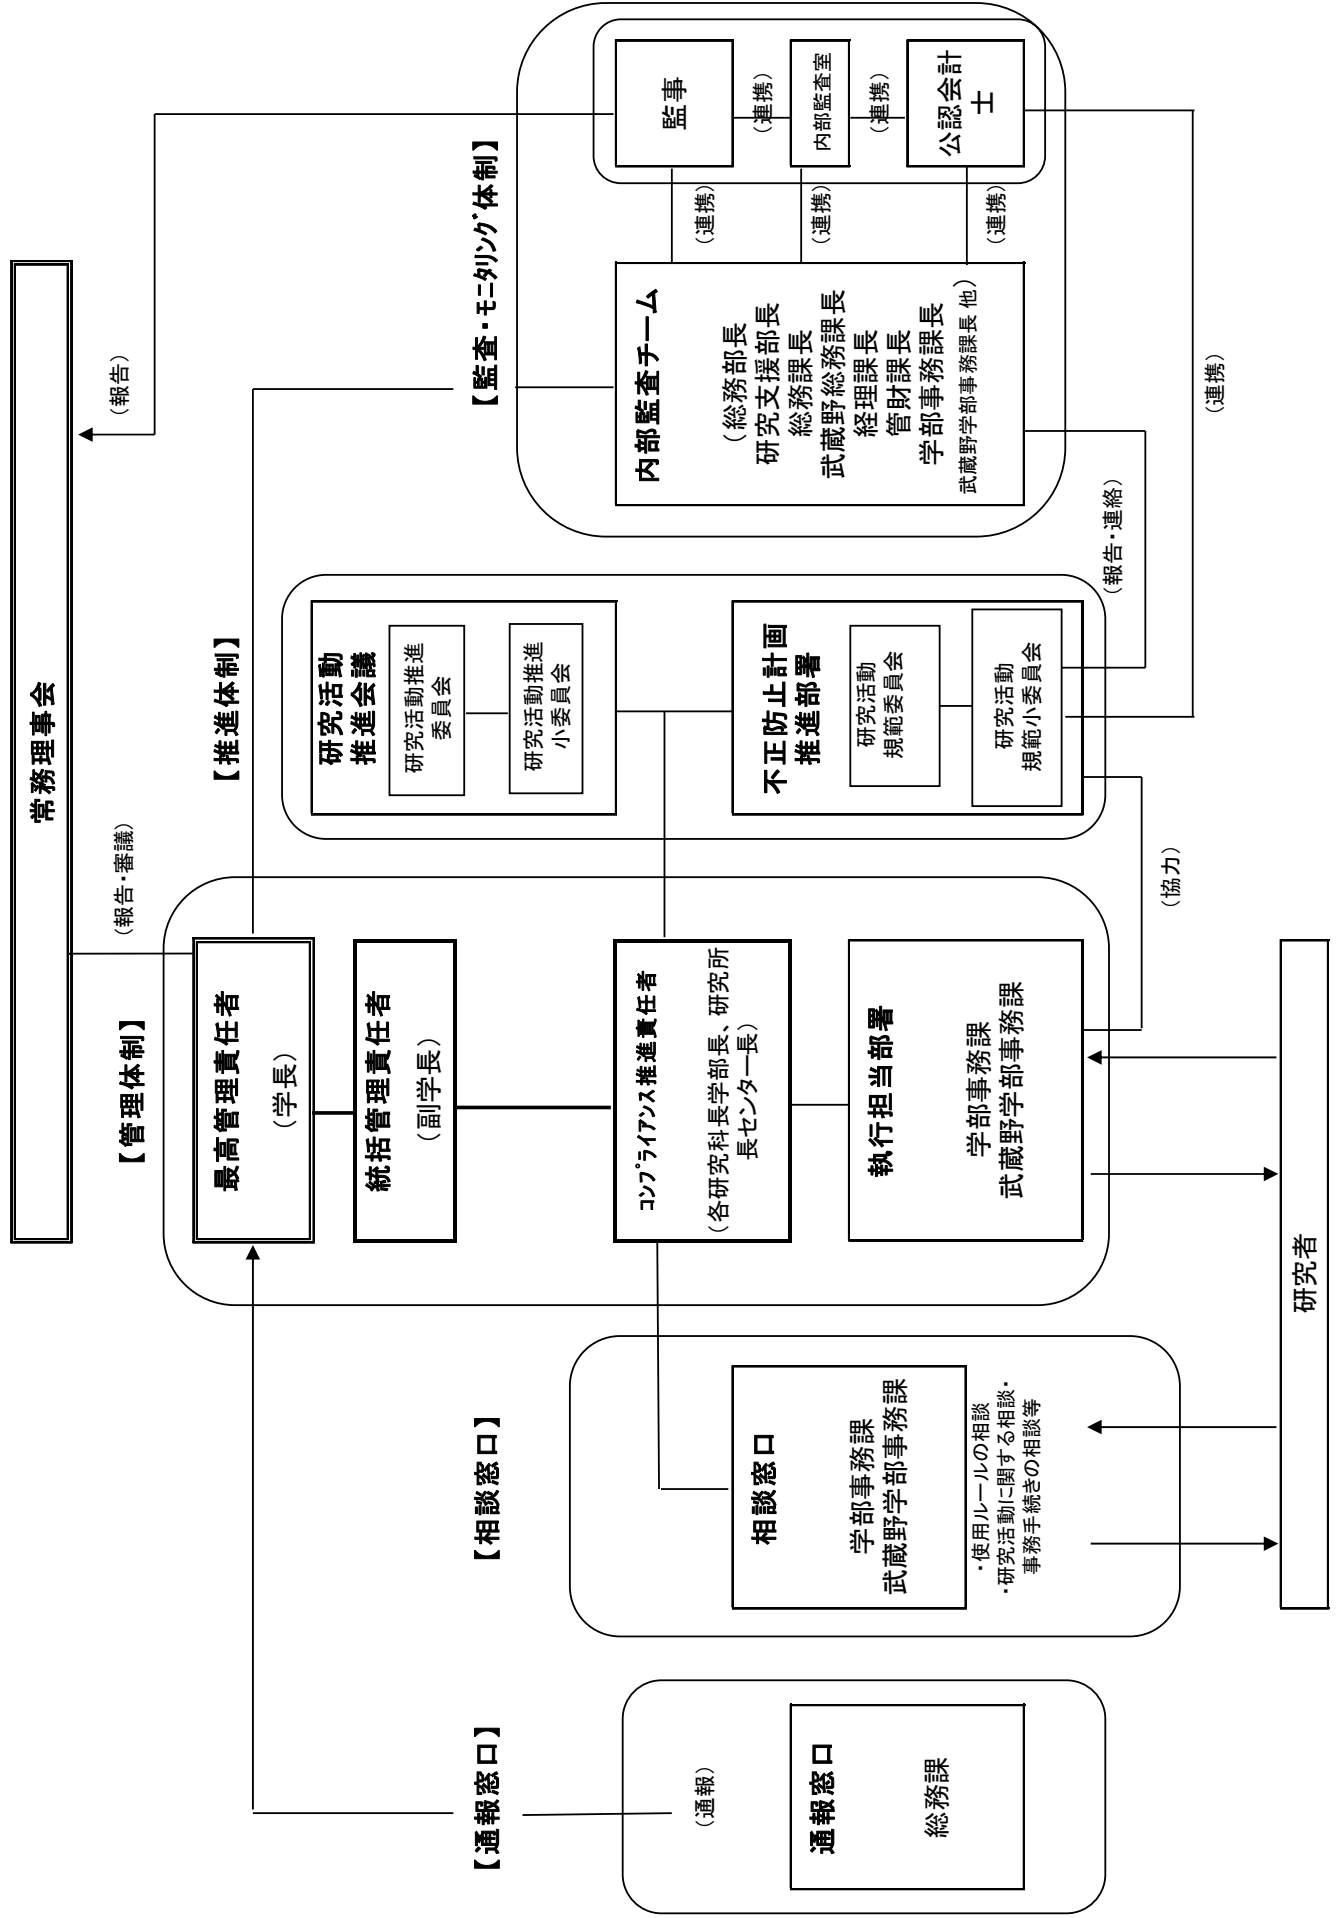 常務理事会
(報告・審議)
(報告)
【通報窓口】
(通報)
通報窓口
総務課
【相談窓口】
相談窓口
学部事務課
武蔵野学部事務課
・使用ルールの相談
・研究活動に関する相談・
事務手続きの相談等
【管理体制】
最高管理責任者
(学長)
統括管理責任者
(副学長)
ｺﾝﾌﾟﾗｲｱﾝｽ推進責任者
(各研究科長学部長、研究所
長センター長)
執行担当部署
学部事務課
武蔵野学部事務課
(協力)
【推進体制】
研究活動
推進会議
研究活動推進
委員会
研究活動推進
小委員会
不正防止計画
推進部署
研究活動
規範委員会
研究活動
規範小委員会
(報告・連絡)
(連携)
【監査・ﾓﾆﾀﾘﾝｸﾞ体制】
内部監査チーム
(総務部長
研究支援部長
総務課長
武蔵野総務課長
経理課長
管財課長
学部事務課長
武蔵野学部事務課長 他)
(連携)
(連携)
(連携)
監事
(連携)
内部監査室
(連携)
公認会計
士
研究者